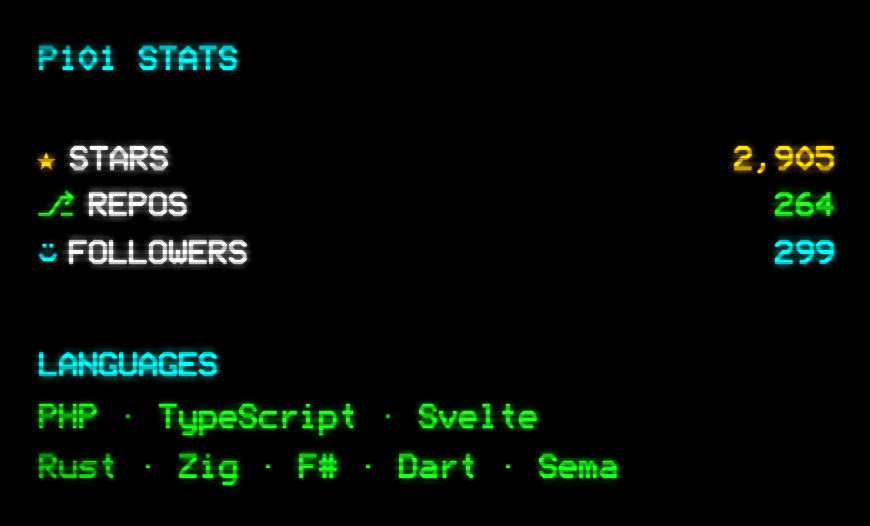 P101 STATS
★ STARS 2,905
⎇ REPOS 264
FOLLOWERS 299
LANGUAGES
PHP · TypeScript · Svelte
Rust · Zig · F# · Dart · Sema